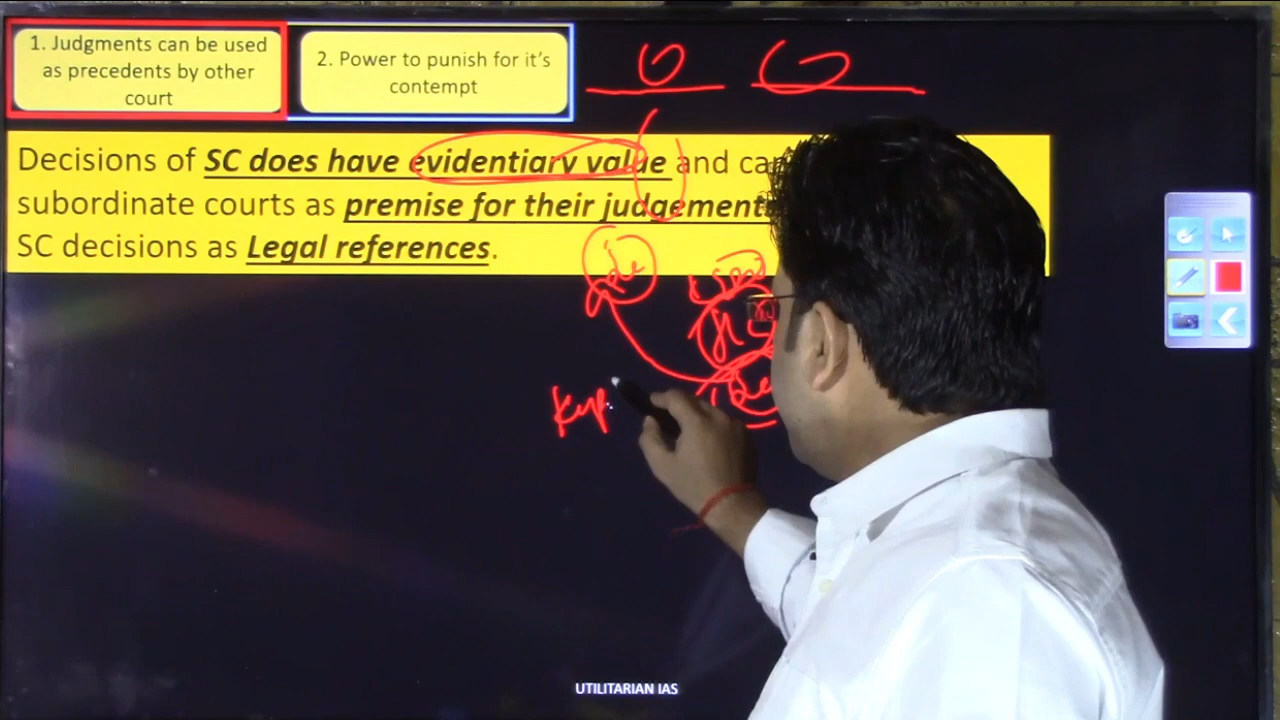 1. Judgments can be used
as precedents by other
court
2. Power to punish for it's
contempt
Decisions of SC does have evidentiary value and
subordinate courts as premise for their judgement
SC decisions as Legal references.
UTILITARIAN IAS